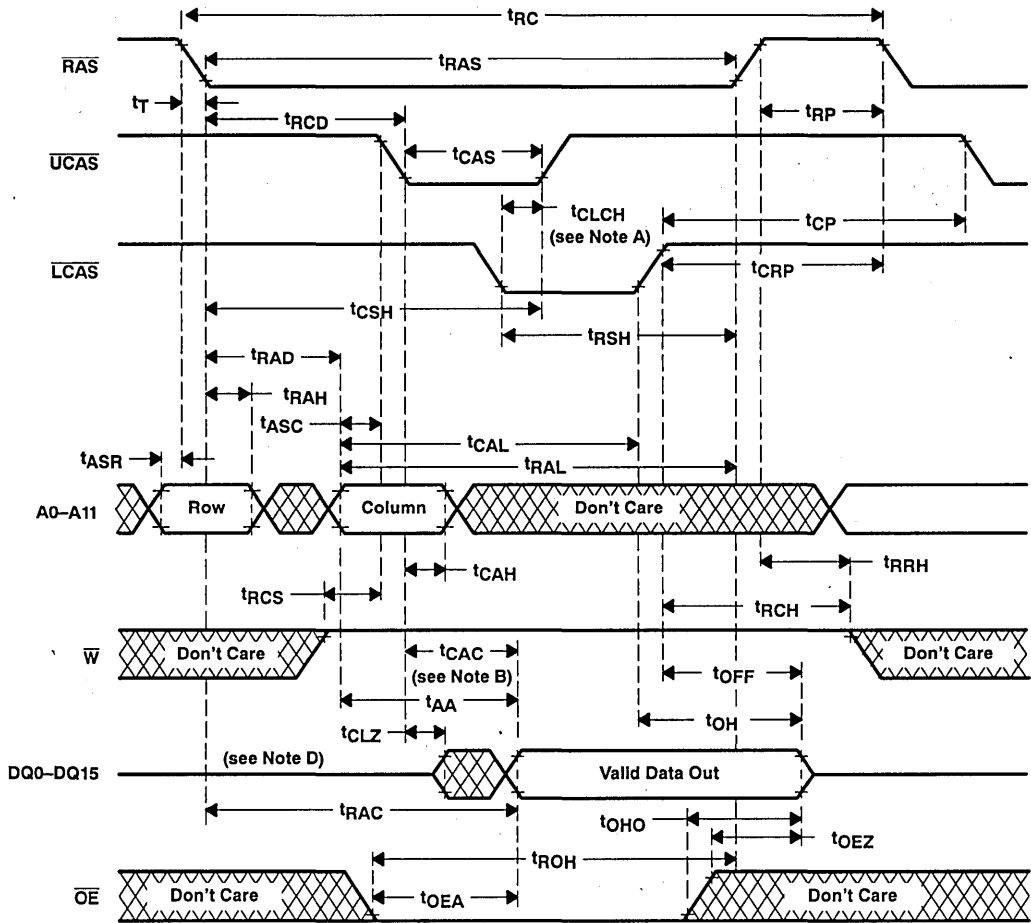 tRC
RAS
tRAS
tT
tRP
tRCD
UCAS
tCAS
tCLCH
(see Note A)
tCP
LCAS
tCRP
tCSH
tRSH
tRAD
tRAH
tASC
tCAL
tASR
tRAL
A0–A11
Row
Column
Don't Care
tCAH
tRRH
tRCS
tRCH
W
Don't Care
tCAC
(see Note B)
tOFF
Don't Care
tAA
tOH
tCLZ
(see Note D)
DQ0–DQ15
Valid Data Out
tRAC
tOHO
tOEZ
tROH
OE
Don't Care
tOEA
Don't Care